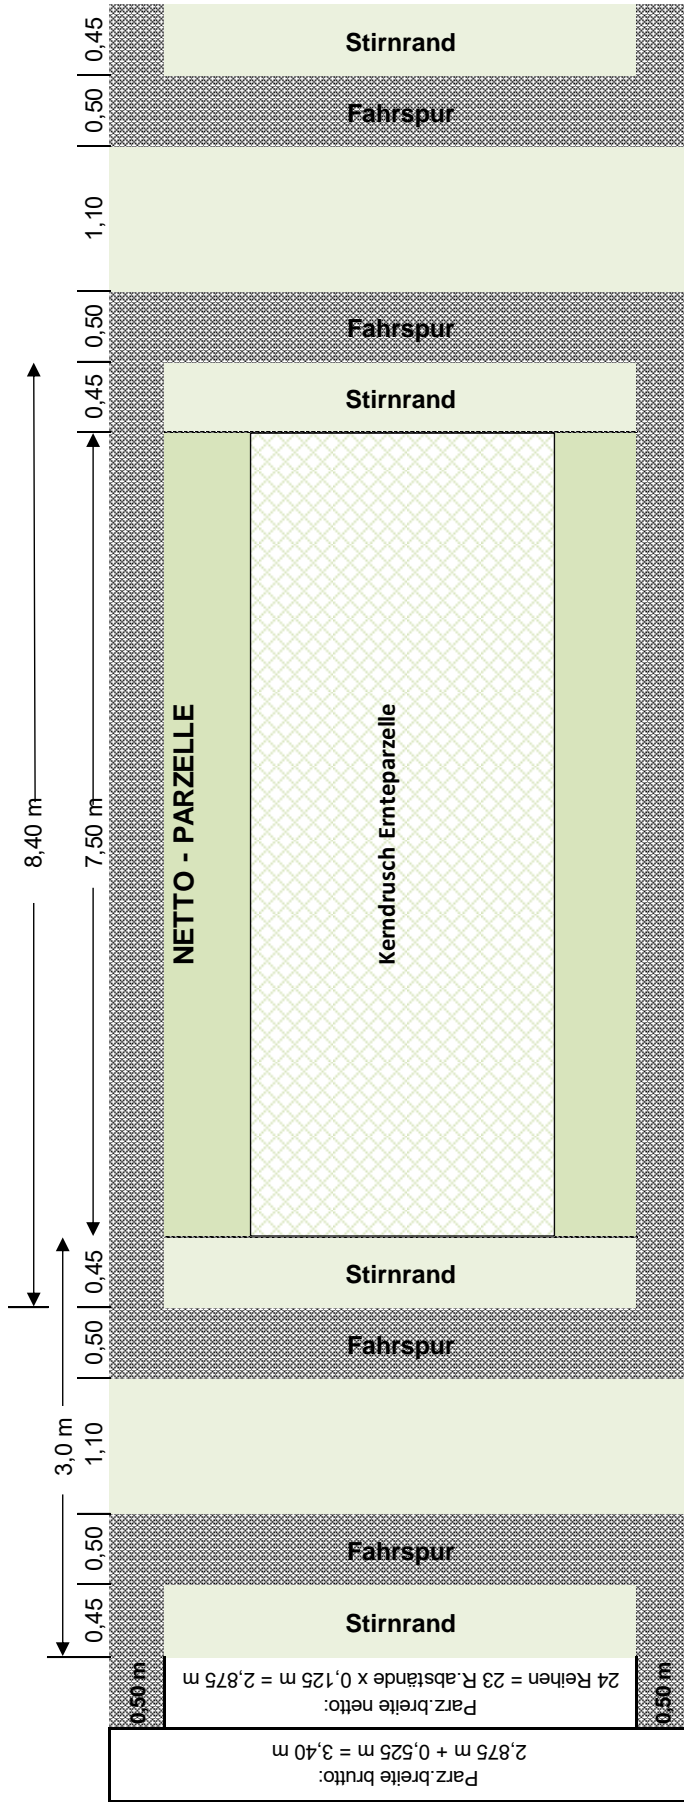 0,45
Stirnrand
0,50
Fahrspur
1,10
0,50
Fahrspur
0,45
Stirnrand
8,40 m
7,50 m
NETTO - PARZELLE
Kerndrusch Ernteparzelle
0,45
Stirnrand
0,50
Fahrspur
3,0 m
1,10
0,50
Fahrspur
0,45
Stirnrand
0,50 m
Parz.breite netto:
24 Reihen = 23 R.abstände x 0,125 m = 2,875 m
0,50 m
Parz.breite brutto:
2,875 m + 0,525 m = 3,40 m